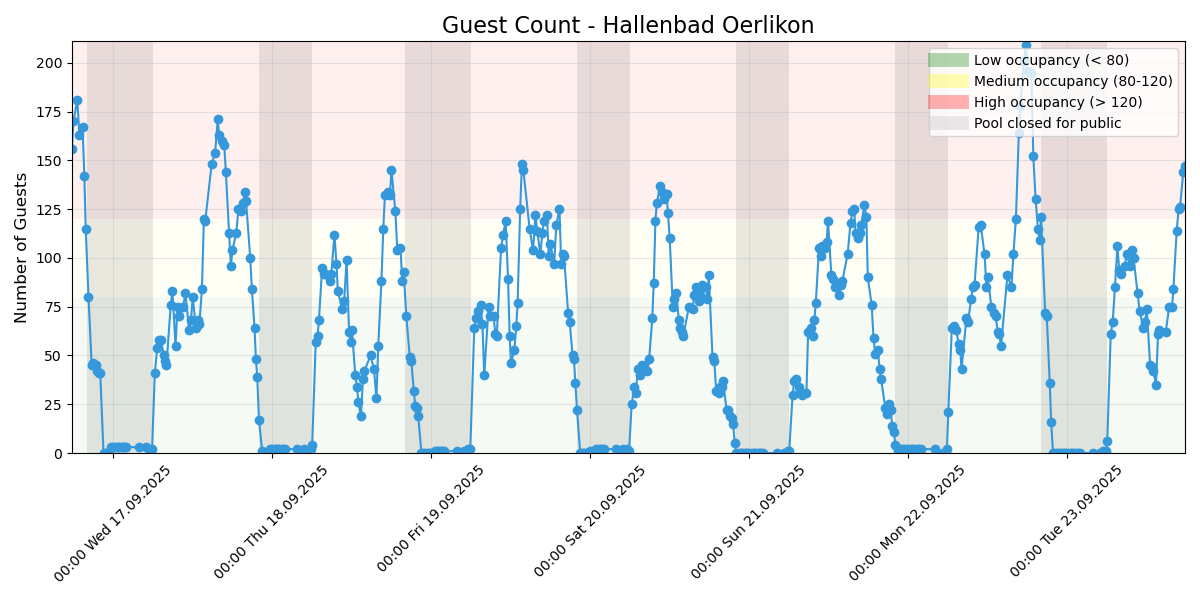 Guest Count - Hallenbad Oerlikon
Number of Guests
200
175
150
125
100
75
50
25
0
Low occupancy (< 80)
Medium occupancy (80-120)
High occupancy (> 120)
Pool closed for public
00:00 Wed 17.09.2025
00:00 Thu 18.09.2025
00:00 Fri 19.09.2025
00:00 Sat 20.09.2025
00:00 Sun 21.09.2025
00:00 Mon 22.09.2025
00:00 Tue 23.09.2025